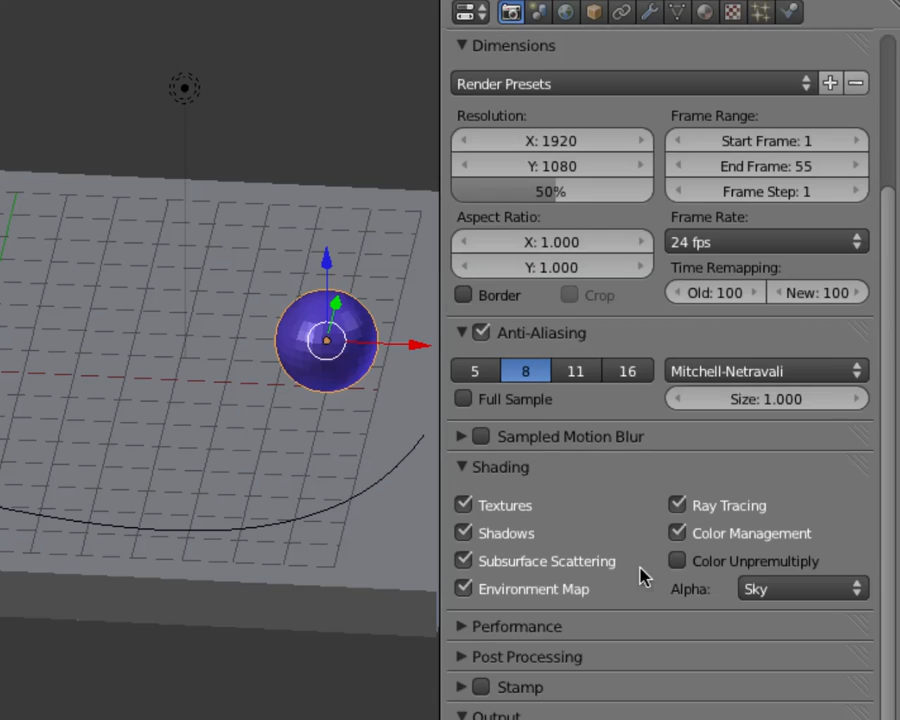 Dimensions
Render Presets
Resolution:
Frame Range:
X: 1920
Start Frame: 1
Y: 1080
End Frame: 55
50%
Frame Step: 1
Aspect Ratio:
Frame Rate:
X: 1.000
24 fps
Y: 1.000
Time Remapping:
Border
Crop
Old: 100
New: 100
Anti-Aliasing
5
8
11
16
Mitchell-Netravali
Full Sample
Size: 1.000
Sampled Motion Blur
Shading
Textures
Ray Tracing
Shadows
Color Management
Subsurface Scattering
Color Unpremultiply
Environment Map
Alpha:
Sky
Performance
Post Processing
Stamp
Output